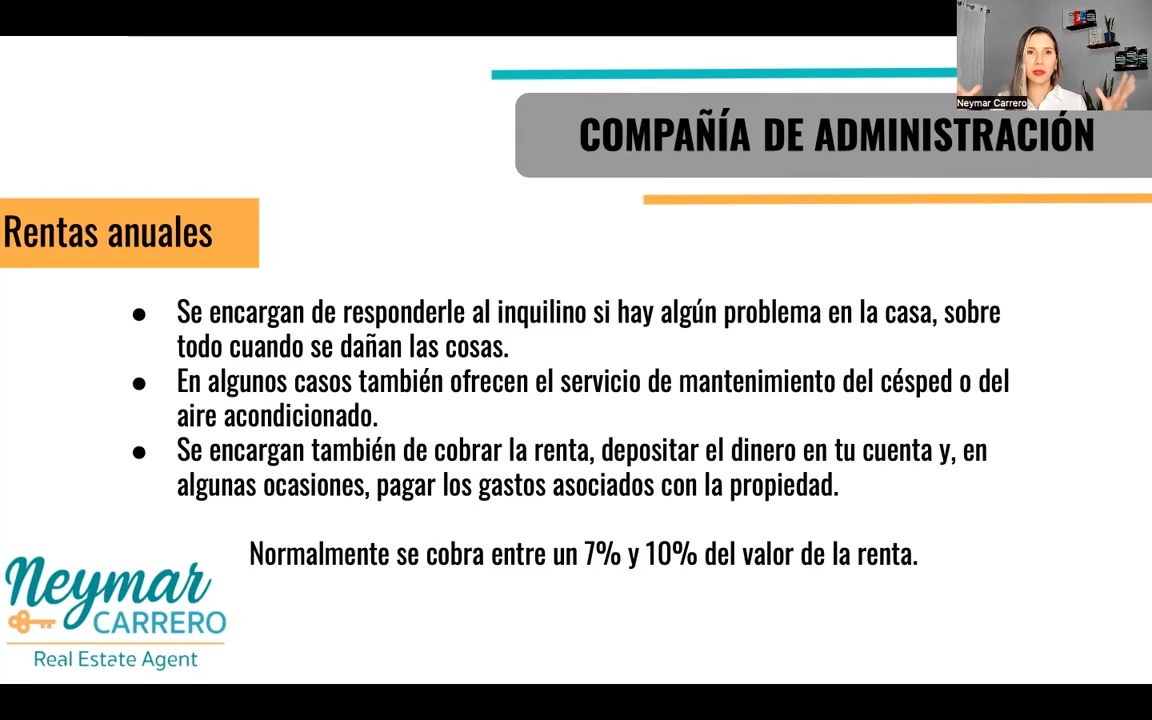 Neymar Carrero
COMPAÑÍA DE ADMINISTRACIÓN
Rentas anuales
● Se encargan de responderle al inquilino si hay algún problema en la casa, sobre
todo cuando se dañan las cosas.
● En algunos casos también ofrecen el servicio de mantenimiento del césped o del
aire acondicionado.
● Se encargan también de cobrar la renta, depositar el dinero en tu cuenta y, en
algunas ocasiones, pagar los gastos asociados con la propiedad.
Normalmente se cobra entre un 7% y 10% del valor de la renta.
Neymar
CARRERO
Real Estate Agent